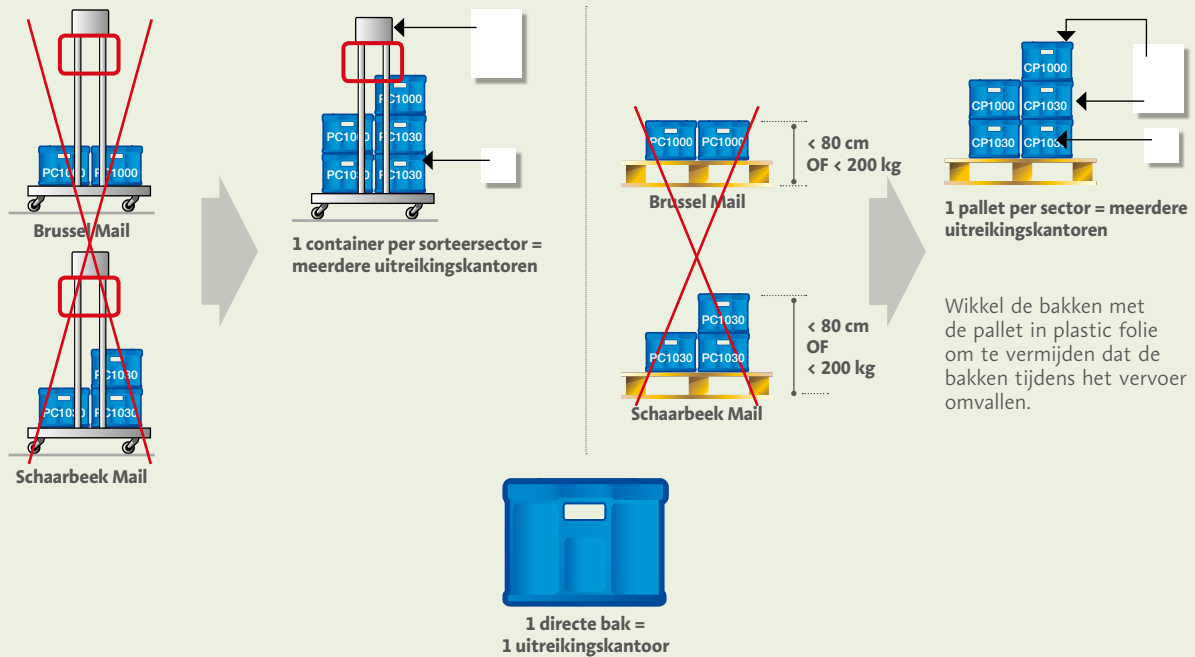 PC1000 PC1000
Brussel Mail
PC1030
PC1030 PC1030
Schaarbeek Mail
PC1000
PC1000 PC1030
PC1030 PC1030
1 container per sorteersector =
meerdere uitreikingskantoren
PC1000 PC1000
< 80 cm
OF < 200 kg
Brussel Mail
PC1030
PC1030 PC1030
< 80 cm
OF
< 200 kg
Schaarbeek Mail
CP1000
CP1000 CP1030
CP1030 CP1030
1 pallet per sector = meerdere
uitreikingskantoren
Wikkel de bakken met
de pallet in plastic folie
om te vermijden dat de
bakken tijdens het vervoer
omvallen.
1 directe bak =
1 uitreikingskantoor